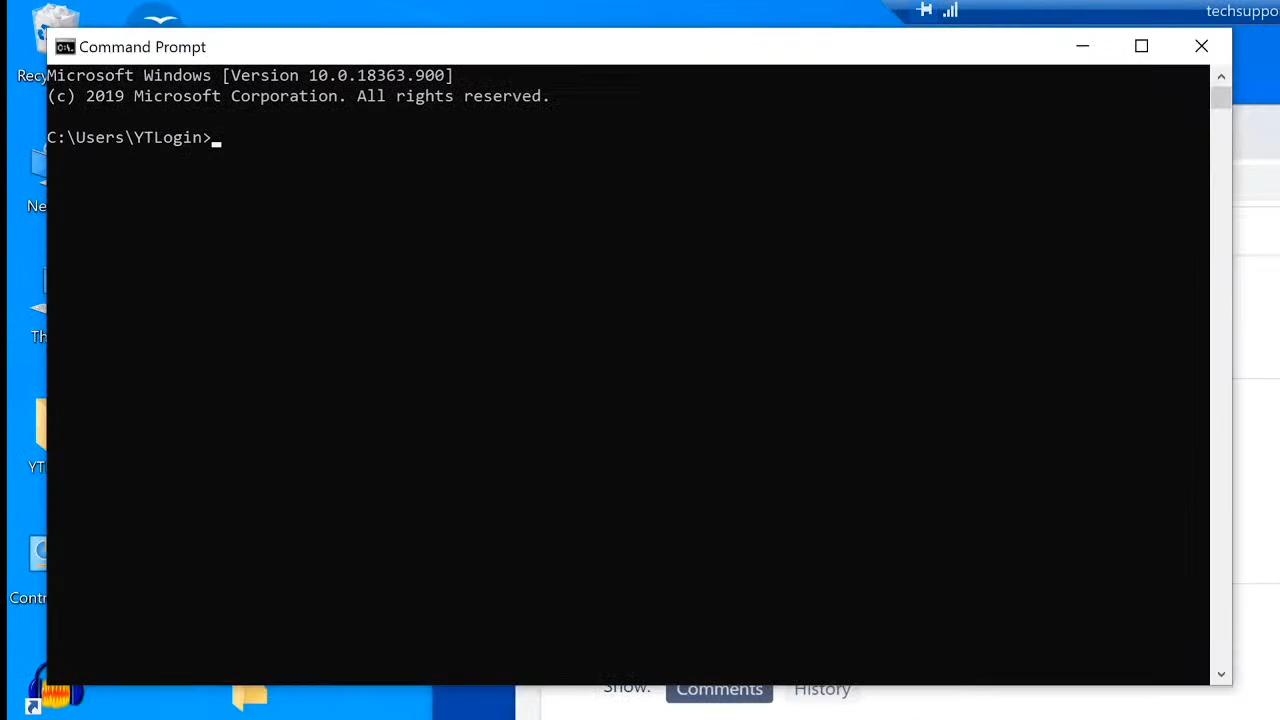 techsuppo
Command Prompt
Recy
Microsoft Windows [Version 10.0.18363.900]
(c) 2019 Microsoft Corporation. All rights reserved.
C:\Users\YTLogin>
Ne
Th
YT
Contr
Show:
Comments
History